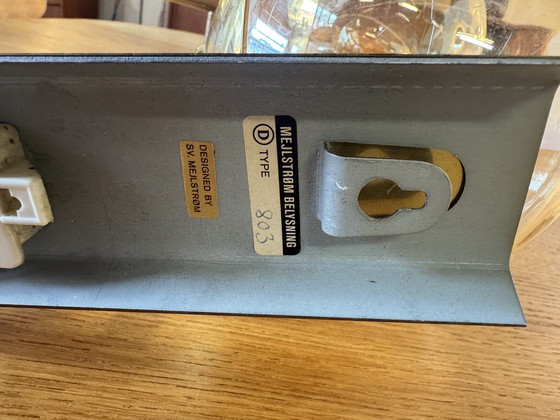 DESIGNED BY
SV. MEJLSTRØM
MEJLSTRØM BELYSNING
D TYPE
803